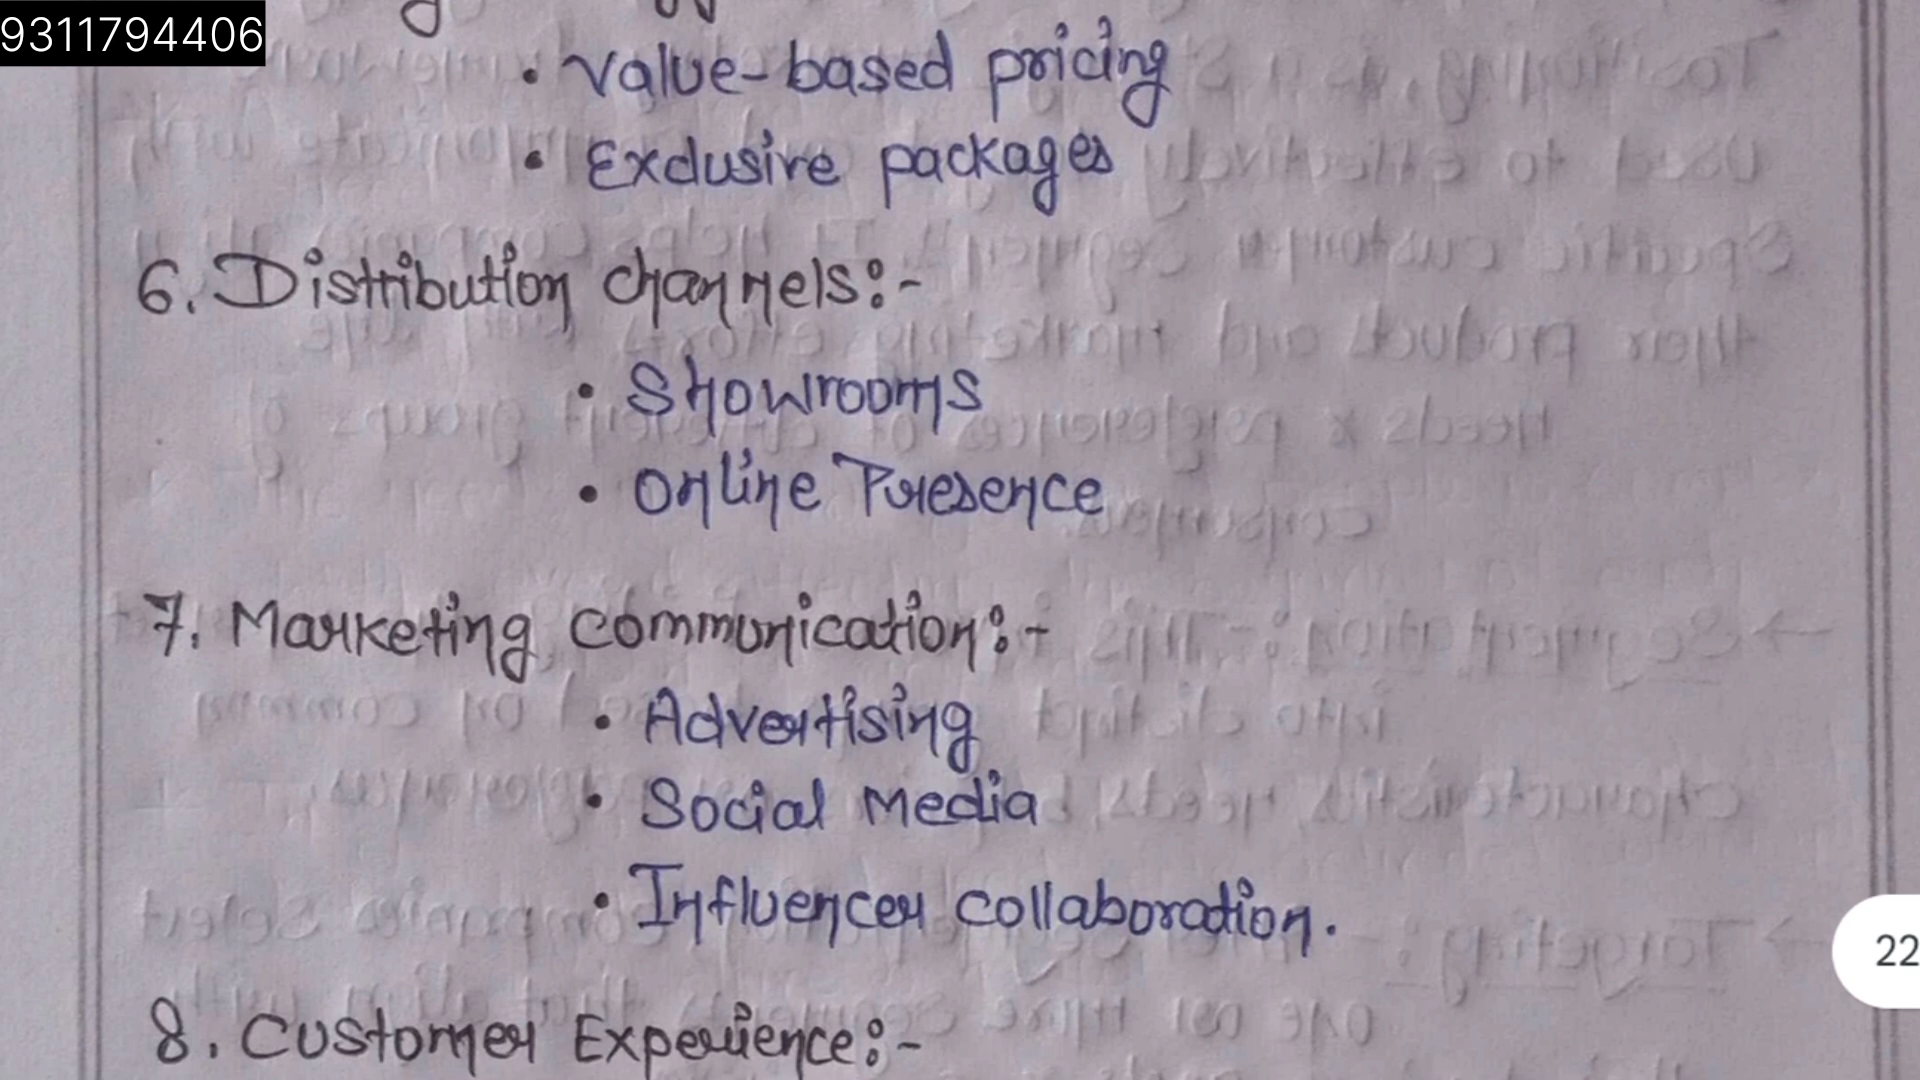 9311794406
• Value-based pricing
• Exclusive packages
6. Distribution channels:-
• Showrooms
• Online Presence
7. Marketing communication:-
• Advertising
• Social Media
• Influencer collaboration.
22
8. Customer Experience:-